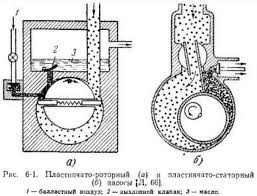 1
2
3
а)
б)
Рис. 6-1. Пластинчато-роторный (а) и пластинчато-статорный
(б) насосы [Л. 66].
1 — балластный воздух; 2 — выхлопной клапан; 3 — масло.